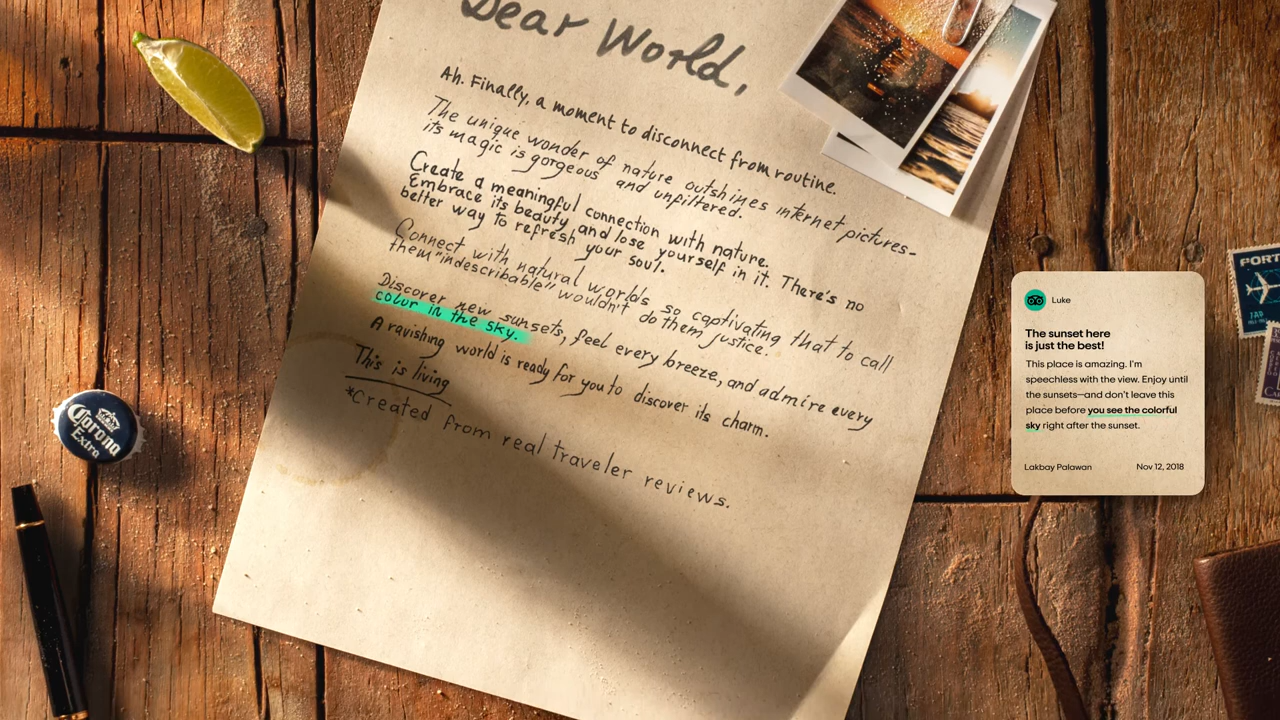 Dear World,
Ah. Finally, a moment to disconnect from routine.
The unique wonder of nature outshines internet pictures-
its magic is gorgeous and unfiltered.
Create a meaningful connection with nature.
Embrace its beauty and lose yourself in it. There's no
better way to refresh your soul.
Connect with natural worlds so captivating that to call
them "indescribable" wouldn't do them justice.
Discover new sunsets, feel every breeze, and admire every
color in the sky.
A ravishing world is ready for you to discover its charm.
This is living
*Created from real traveler reviews.
Corona
Extra
Luke
The sunset here
is just the best!
This place is amazing. I'm
speechless with the view. Enjoy until
the sunsets—and don't leave this
place before you see the colorful
sky right after the sunset.
Lakbay Palawan
Nov 12, 2018
PORT